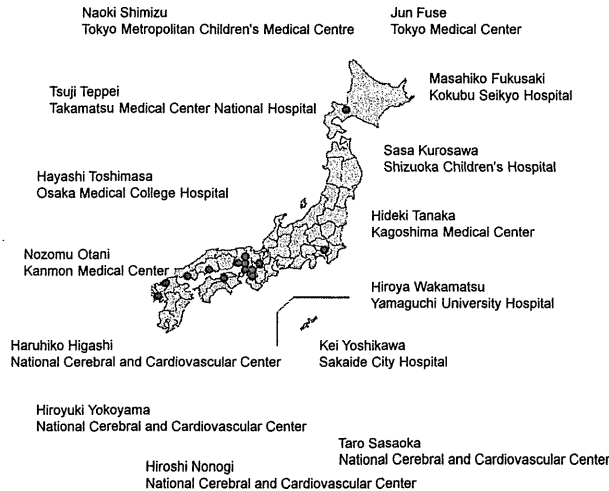 Naoki Shimizu
Tokyo Metropolitan Children's Medical Centre
Jun Fuse
Tokyo Medical Center
Masahiko Fukusaki
Kokubu Seikyo Hospital
Tsuji Teppei
Takamatsu Medical Center National Hospital
Sasa Kurosawa
Shizuoka Children's Hospital
Hayashi Toshimasa
Osaka Medical College Hospital
Hideki Tanaka
Kagoshima Medical Center
Nozomu Otani
Kanmon Medical Center
Hiroya Wakamatsu
Yamaguchi University Hospital
Haruhiko Higashi
National Cerebral and Cardiovascular Center
Kei Yoshikawa
Sakaide City Hospital
Hiroyuki Yokoyama
National Cerebral and Cardiovascular Center
Taro Sasaoka
National Cerebral and Cardiovascular Center
Hiroshi Nonogi
National Cerebral and Cardiovascular Center